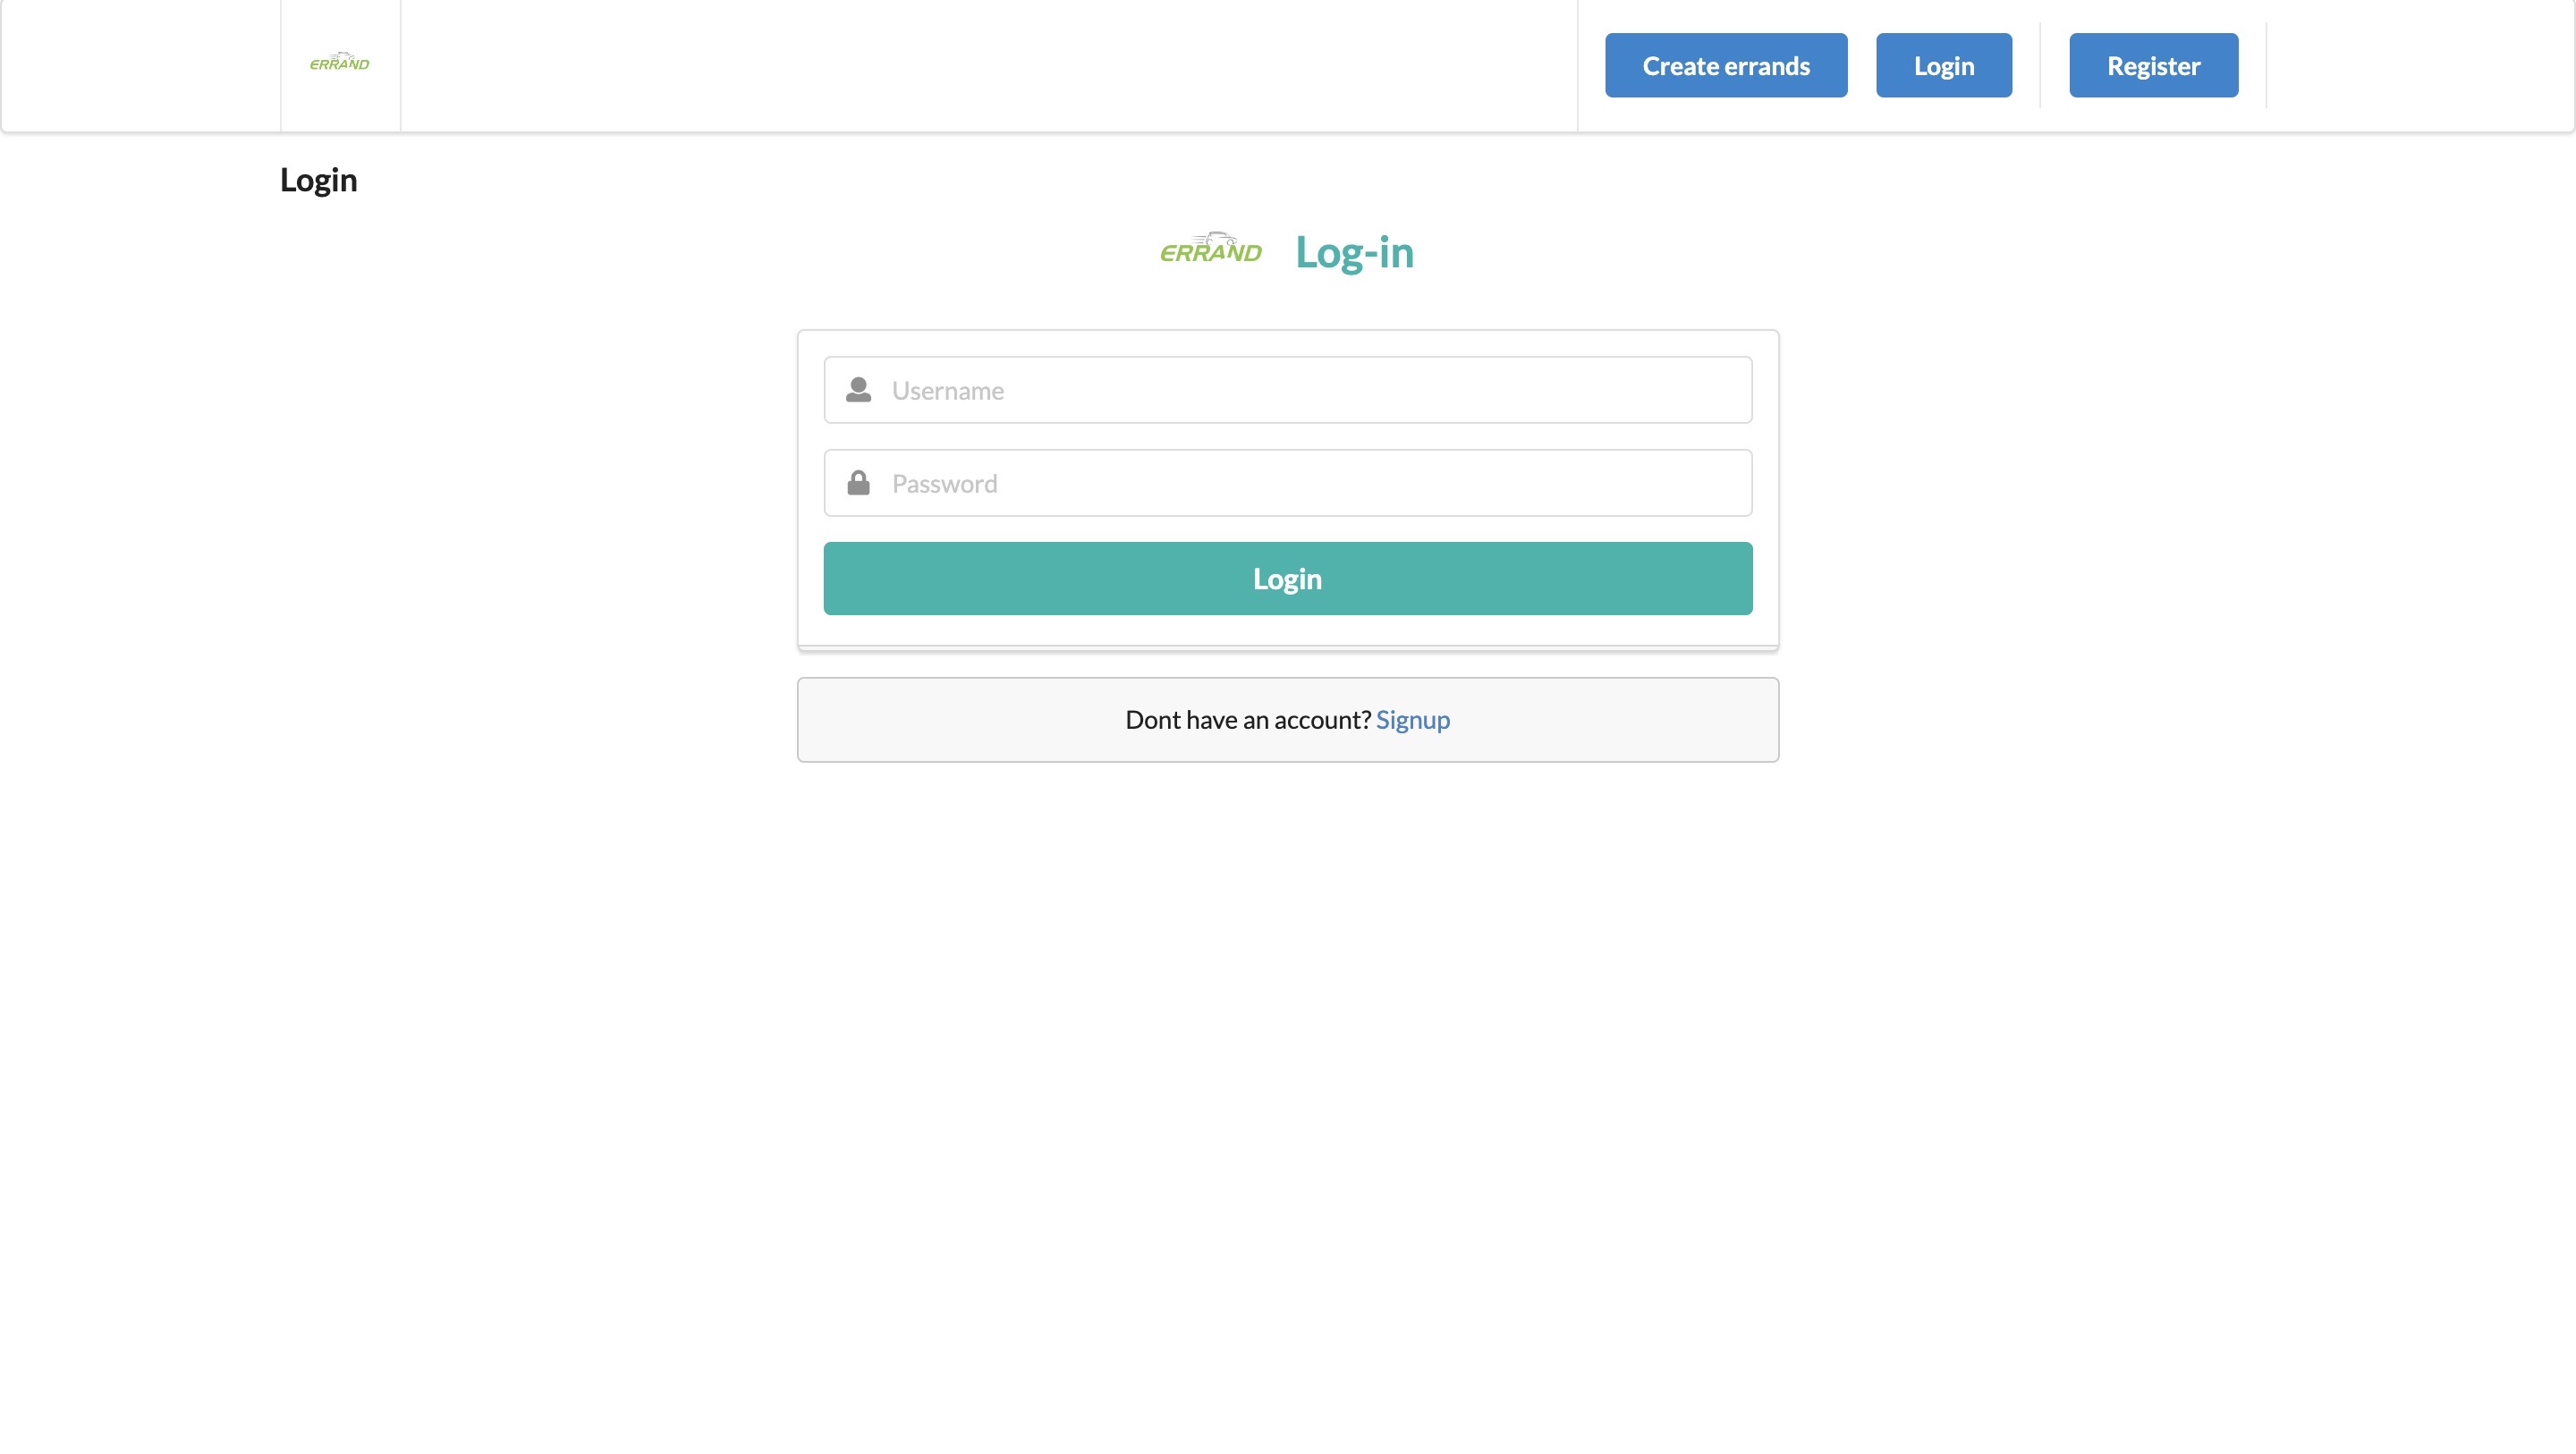 ERRAND
Create errands
Login
Register
Login
ERRAND Log-in
Username
Password
Login
Dont have an account? Signup